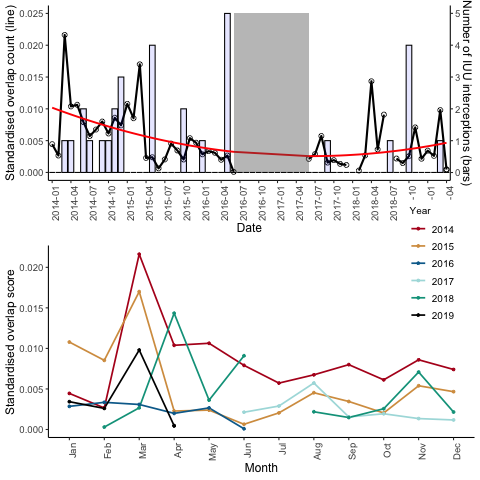 Standardised overlap count (line)
0.025
0.020
0.015
0.010
0.005
0.000
5
4
3
2
1
0
Number of IUU interceptions (bars)
2014-01
2014-04
2014-07
2014-10
2015-01
2015-04
2015-07
2015-10
2016-01
2016-04
2016-07
2016-10
2017-01
2017-04
2017-07
2017-10
2018-01
2018-04
2018-07
-10
-01
-04
Date
Year
2014
2015
2016
2017
2018
2019
Standardised overlap score
0.020
0.015
0.010
0.005
0.000
Jan
Feb
Mar
Apr
May
Jun
Jul
Aug
Sep
Oct
Nov
Dec
Month